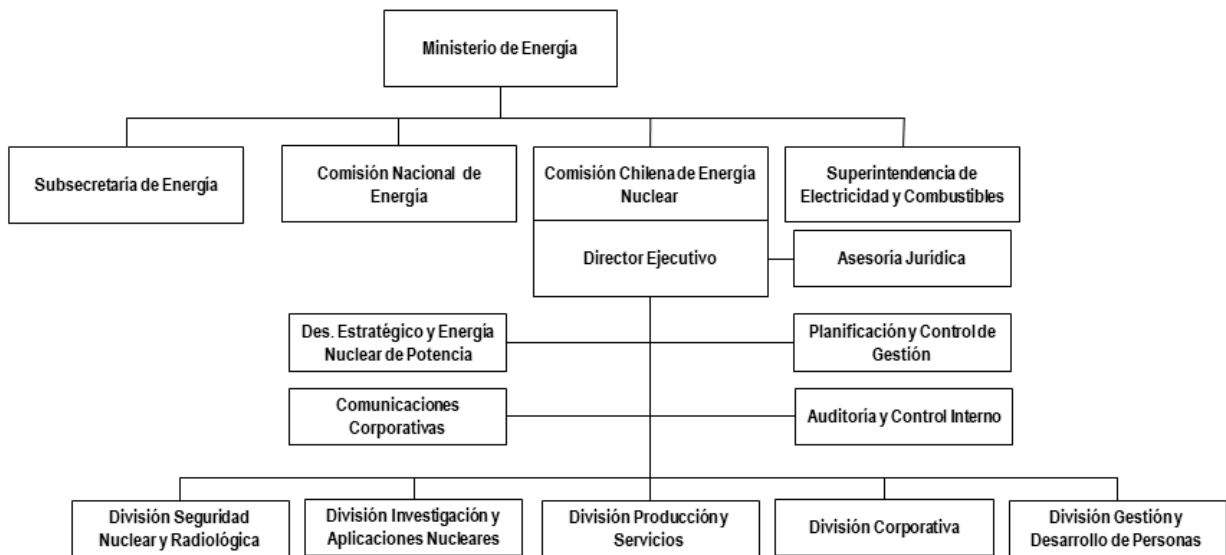 Ministerio de Energía
Subsecretaría de Energía
Comisión Nacional de
Energía
Comisión Chilena de Energía
Nuclear
Superintendencia de
Electricidad y Combustibles
Director Ejecutivo
Asesoría Jurídica
Des. Estratégico y Energía
Nuclear de Potencia
Planificación y Control de
Gestión
Comunicaciones
Corporativas
Auditoría y Control Interno
División Seguridad
Nuclear y Radiológica
División Investigación y
Aplicaciones Nucleares
División Producción y
Servicios
División Corporativa
División Gestión y
Desarrollo de Personas